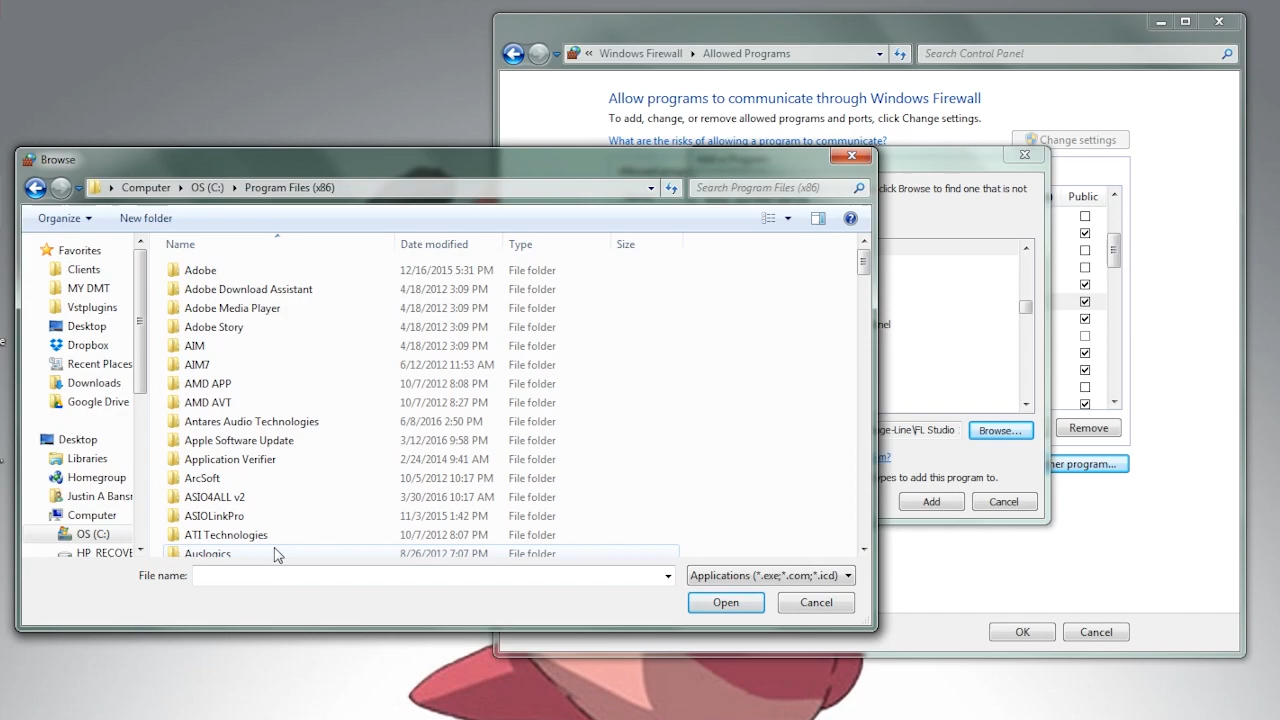 « Windows Firewall ▸ Allowed Programs
Search Control Panel
Allow programs to communicate through Windows Firewall
To add, change, or remove allowed programs and ports, click Change settings.
What are the risks of allowing a program to communicate?
Change settings
Browse
Computer ▸ OS (C:) ▸ Program Files (x86)
Search Program Files (x86)
click Browse to find one that is not
Public
Organize
New folder
Name Date modified Type Size
Favorites
Clients
MY DMT
Vstplugins
Desktop
Dropbox
Recent Places
Downloads
Google Drive
Desktop
Libraries
Homegroup
Justin A Bansn
Computer
OS (C:)
HP_RECOVE
Adobe 12/16/2015 5:31 PM File folder
Adobe Download Assistant 4/18/2012 3:09 PM File folder
Adobe Media Player 4/18/2012 3:09 PM File folder
Adobe Story 4/18/2012 3:09 PM File folder
AIM 4/18/2012 3:09 PM File folder
AIM7 6/12/2012 11:53 AM File folder
AMD APP 10/7/2012 8:08 PM File folder
AMD AVT 10/7/2012 8:27 PM File folder
Antares Audio Technologies 6/8/2016 2:50 PM File folder
Apple Software Update 3/12/2016 9:58 PM File folder
Application Verifier 2/24/2014 9:41 AM File folder
ArcSoft 10/5/2012 10:17 PM File folder
ASIO4ALL v2 3/30/2016 10:17 AM File folder
ASIOLinkPro 11/3/2015 1:42 PM File folder
ATI Technologies 10/7/2012 8:07 PM File folder
Auslogics 8/26/2012 7:07 PM File folder
File name:
Applications (*.exe;*.com;*.icd)
Open
Cancel
nel
ge-Line\FL Studio
Browse...
m?
types to add this program to.
Add
Cancel
Remove
her program...
OK
Cancel